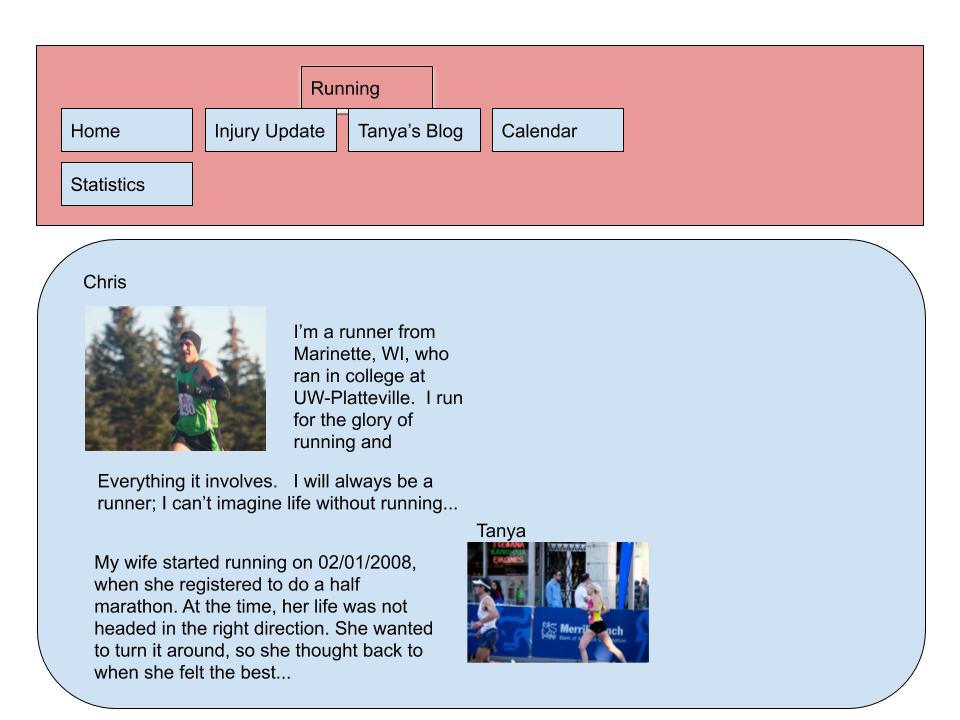 Running
Home
Injury Update
Tanya’s Blog
Calendar
Statistics
Chris
I’m a runner from
Marinette, WI, who
ran in college at
UW-Platteville.  I run
for the glory of
running and
Everything it involves.   I will always be a
runner; I can’t imagine life without running...
Tanya
My wife started running on 02/01/2008,
when she registered to do a half
marathon. At the time, her life was not
headed in the right direction. She wanted
to turn it around, so she thought back to
when she felt the best...